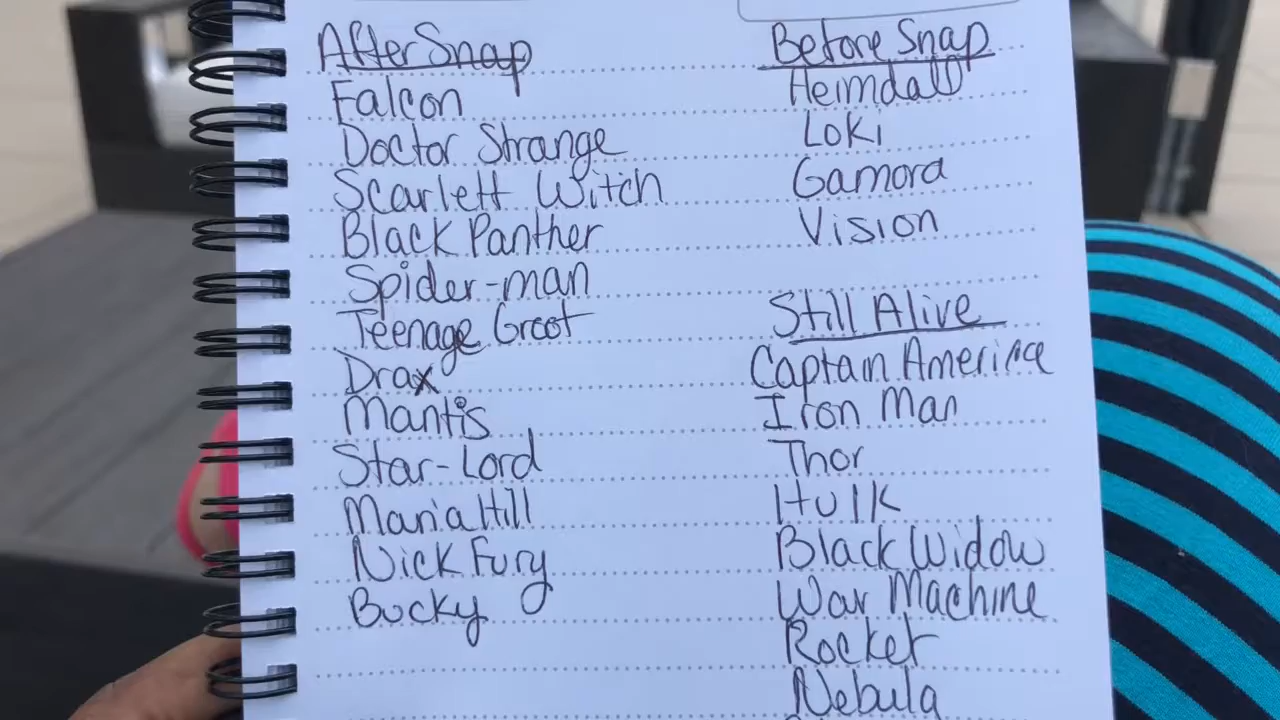 After Snap
Falcon
Doctor Strange
Scarlett Witch
Black Panther
Spider-man
Teenage Groot
Drax
Mantis
Star-Lord
Maria Hill
Nick Fury
Bucky
Before Snap
Heimdall
Loki
Gamora
Vision
Still Alive
Captain America
Iron Man
Thor
Hulk
Black Widow
War Machine
Rocket
Nebula